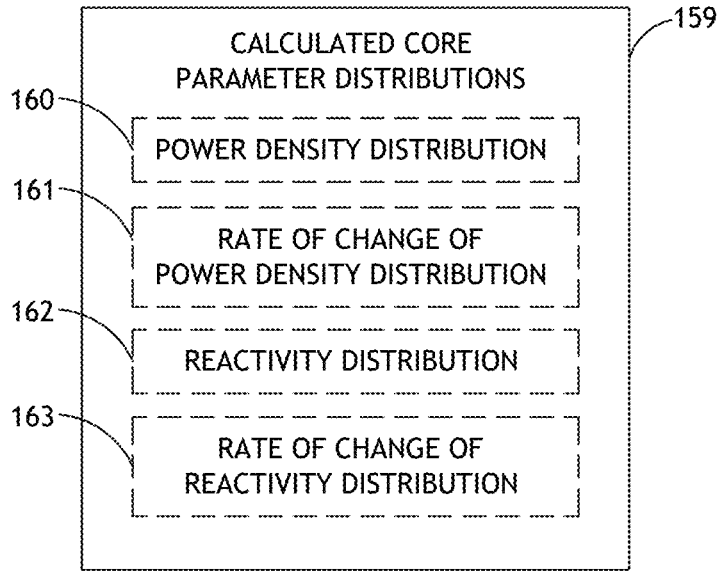 159
CALCULATED CORE
PARAMETER DISTRIBUTIONS
160
POWER DENSITY DISTRIBUTION
161
RATE OF CHANGE OF
POWER DENSITY DISTRIBUTION
162
REACTIVITY DISTRIBUTION
163
RATE OF CHANGE OF
REACTIVITY DISTRIBUTION